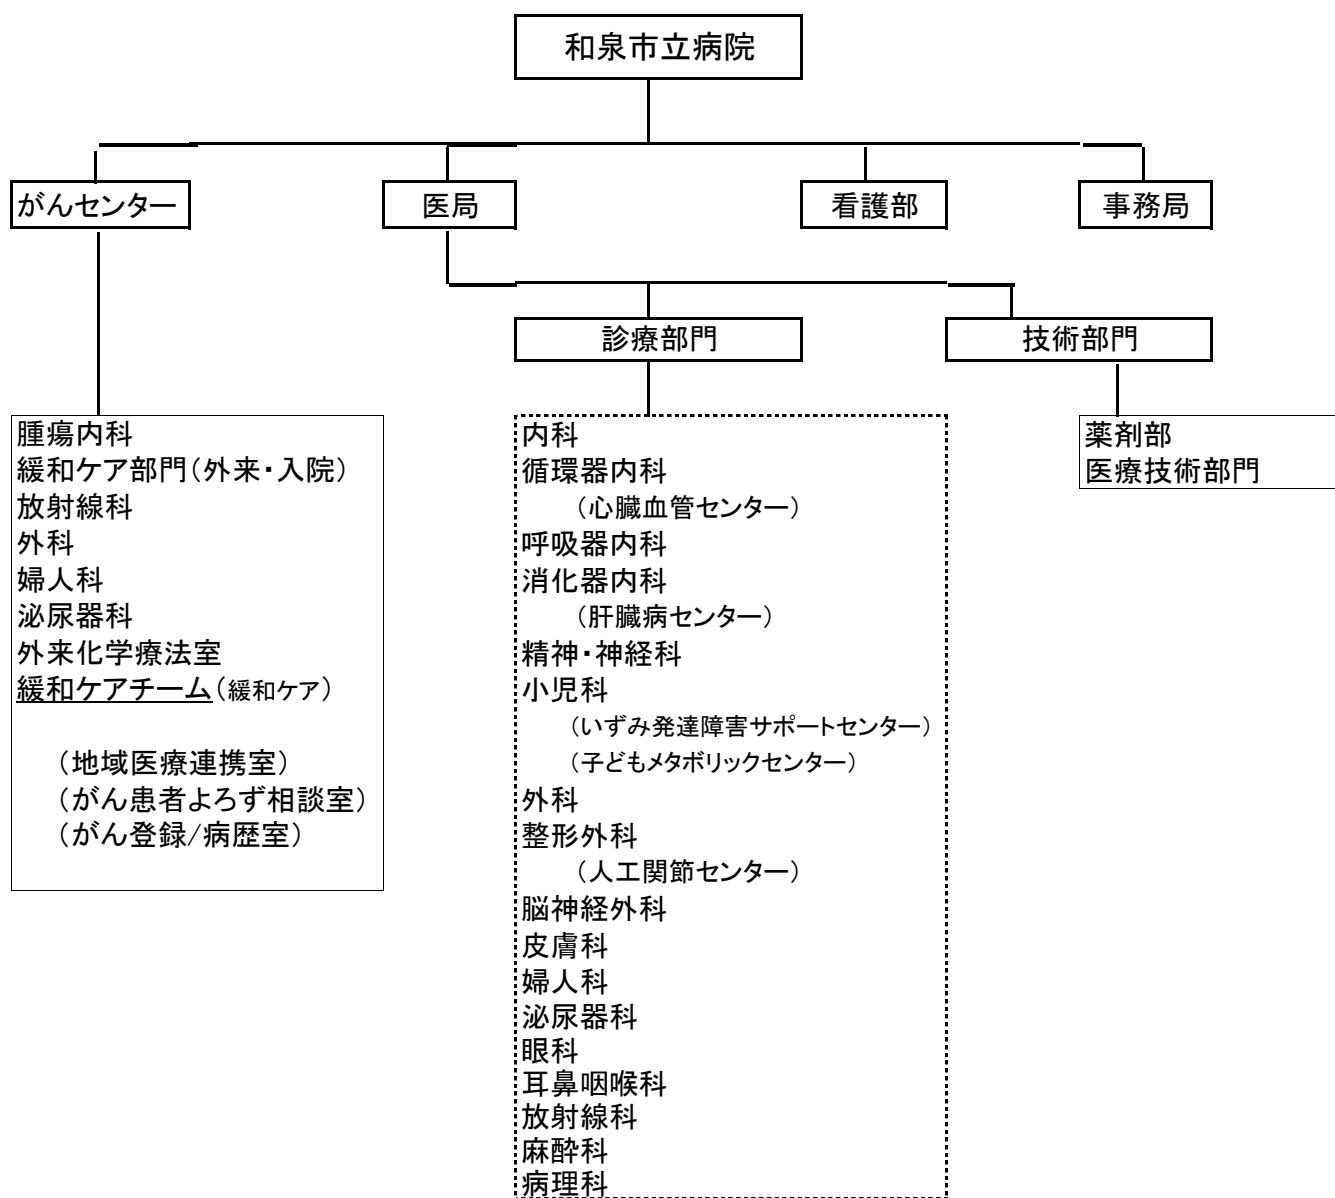 和泉市立病院
がんセンター
医局
看護部
事務局
診療部門
技術部門
腫瘍内科
緩和ケア部門(外来・入院)
放射線科
外科
婦人科
泌尿器科
外来化学療法室
緩和ケアチーム(緩和ケア)
(地域医療連携室)
(がん患者よろず相談室)
(がん登録/病歴室)
内科
循環器内科
(心臓血管センター)
呼吸器内科
消化器内科
(肝臓病センター)
精神・神経科
小児科
(いずみ発達障害サポートセンター)
(子どもメタボリックセンター)
外科
整形外科
(人工関節センター)
脳神経外科
皮膚科
婦人科
泌尿器科
眼科
耳鼻咽喉科
放射線科
麻酔科
病理科
薬剤部
医療技術部門